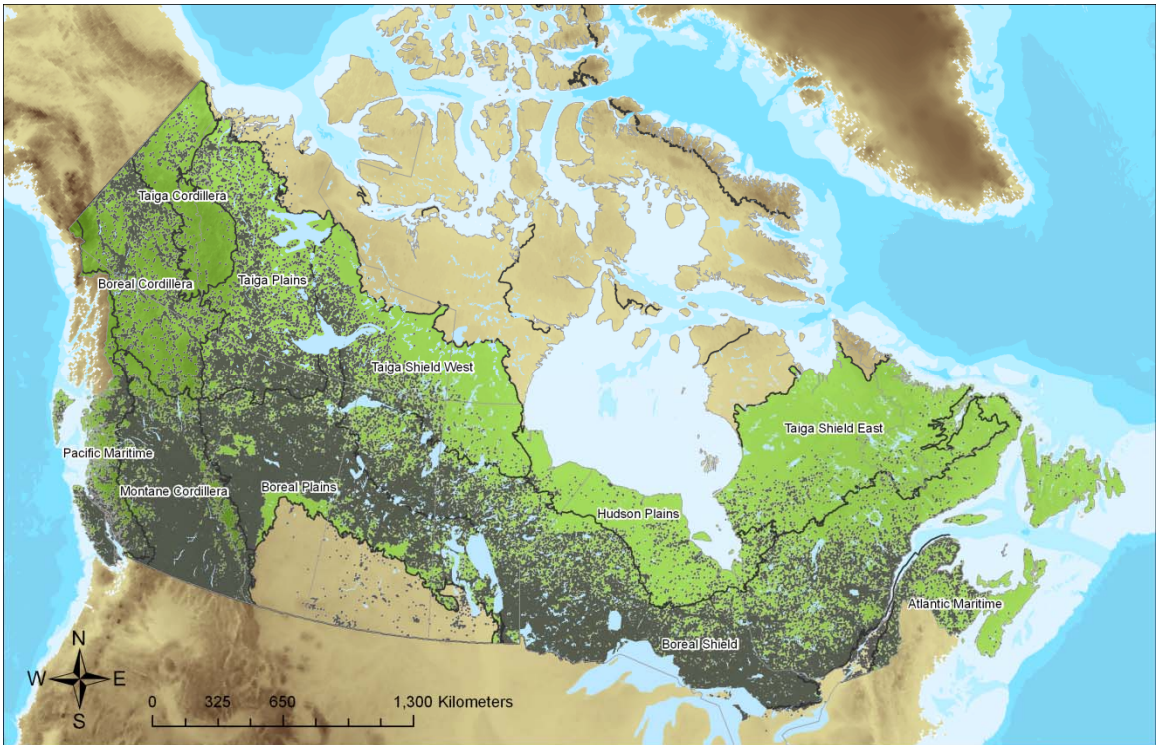 Taiga Cordillera
Boreal Cordillera
Taiga Plains
Taiga Shield West
Taiga Shield East
Pacific Maritime
Montane Cordillera
Boreal Plains
Hudson Plains
Atlantic Maritime
Boreal Shield
N
W E
S
0 325 650 1,300 Kilometers